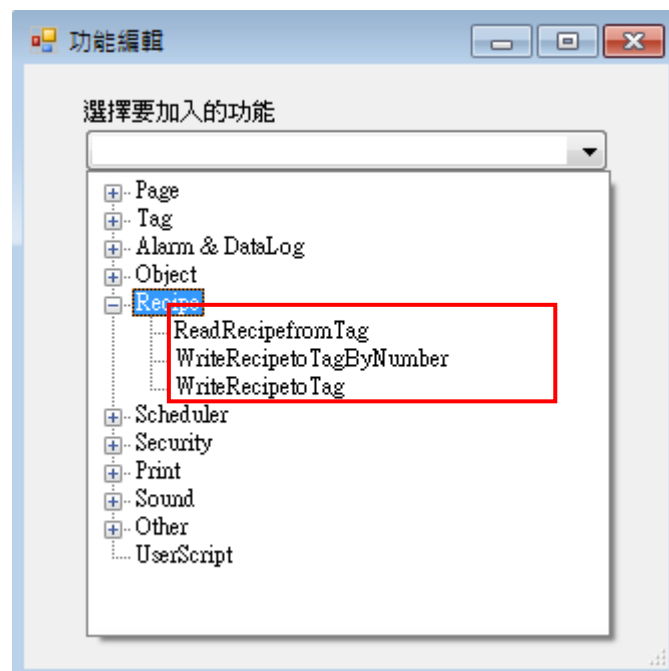 功能編輯
選擇要加入的功能
Page
Tag
Alarm & DataLog
Object
Recipe
ReadRecipefromTag
WriteRecipetoTagByNumber
WriteRecipetoTag
Scheduler
Security
Print
Sound
Other
UserScript